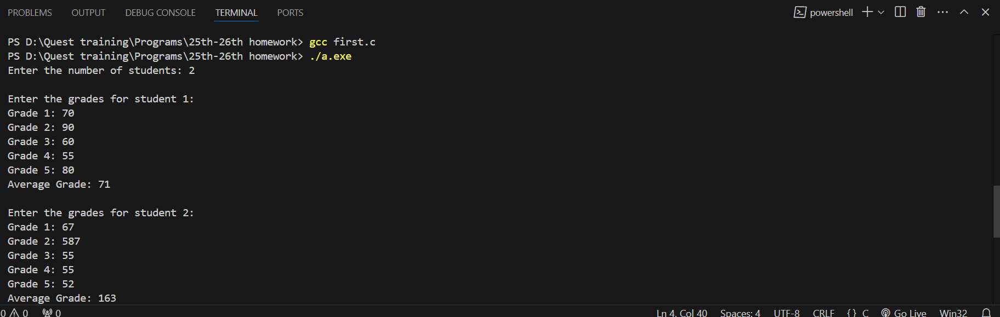 PROBLEMS OUTPUT DEBUG CONSOLE TERMINAL PORTS powershell
PS D:\Quest training\Programs\25th-26th homework> gcc first.c
PS D:\Quest training\Programs\25th-26th homework> ./a.exe
Enter the number of students: 2
Enter the grades for student 1:
Grade 1: 70
Grade 2: 90
Grade 3: 60
Grade 4: 55
Grade 5: 80
Average Grade: 71
Enter the grades for student 2:
Grade 1: 67
Grade 2: 587
Grade 3: 55
Grade 4: 55
Grade 5: 52
Average Grade: 163
0 0 0 Ln 4, Col 40 Spaces: 4 UTF-8 CRLF {} C Go Live Win32